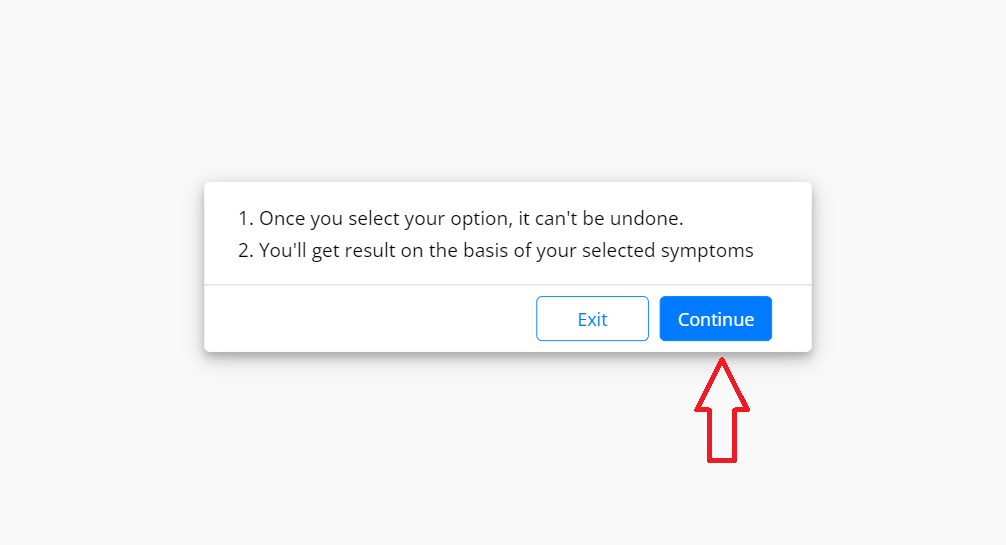 1. Once you select your option, it can't be undone.
2. You'll get result on the basis of your selected symptoms
Exit
Continue